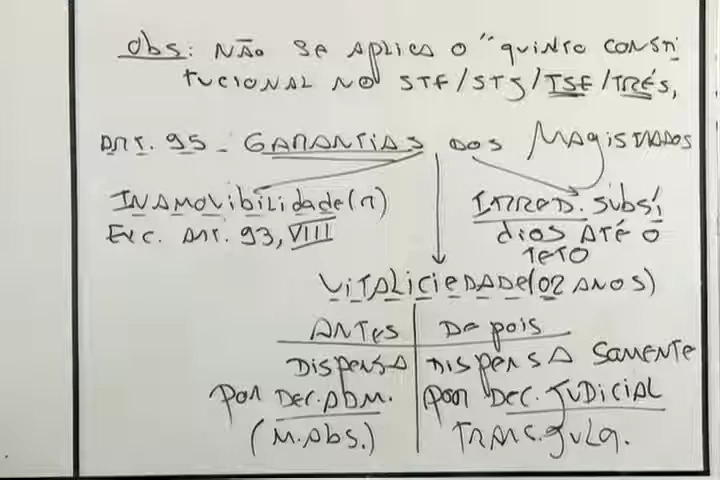 Obs: NÃO Se APlicA O "quinto CONSTI
TUCIONAL NO STF/STJ/TSE/TREs,
ART. 95 - GARANTIAS DOS MAGISTRADOS
INAMOVIbiLIDAde(r)
Exc. ART. 93, VIII
IRRED. SUBSÍ
DIOS ATÉ O
TETO
VITALICIEDADE(02 ANOS)
ANTES DePOIS
DISPENSA DISPENSA SOMENTE
POR DEC. ADM. POR DEC. JUDICIAL
(M. Abs.) TRANS. JULG.